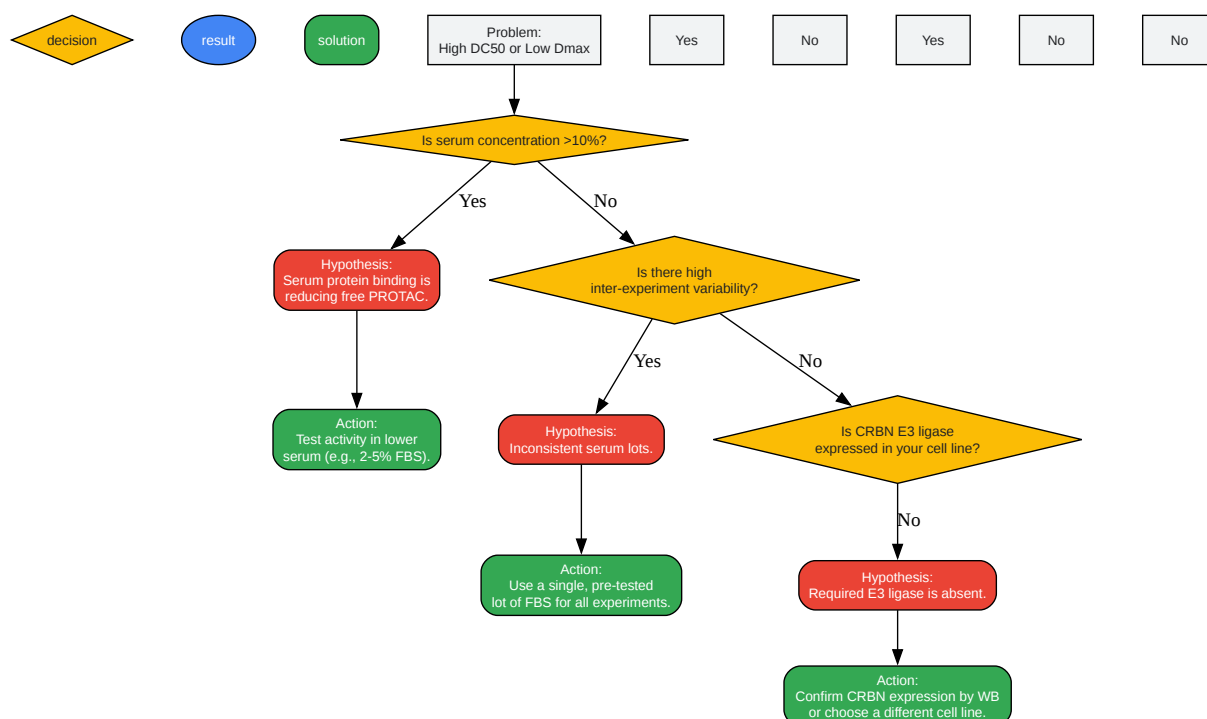 decision
result
solution
Problem:
High DC50 or Low Dmax
Yes
No
Yes
No
No
Is serum concentration >10%?
Yes
No
Hypothesis:
Serum protein binding is
reducing free PROTAC.
Is there high
inter-experiment variability?
Yes
No
Action:
Test activity in lower
serum (e.g., 2-5% FBS).
Hypothesis:
Inconsistent serum lots.
Is CRBN E3 ligase
expressed in your cell line?
No
Action:
Use a single, pre-tested
lot of FBS for all experiments.
Hypothesis:
Required E3 ligase is absent.
Action:
Confirm CRBN expression by WB
or choose a different cell line.